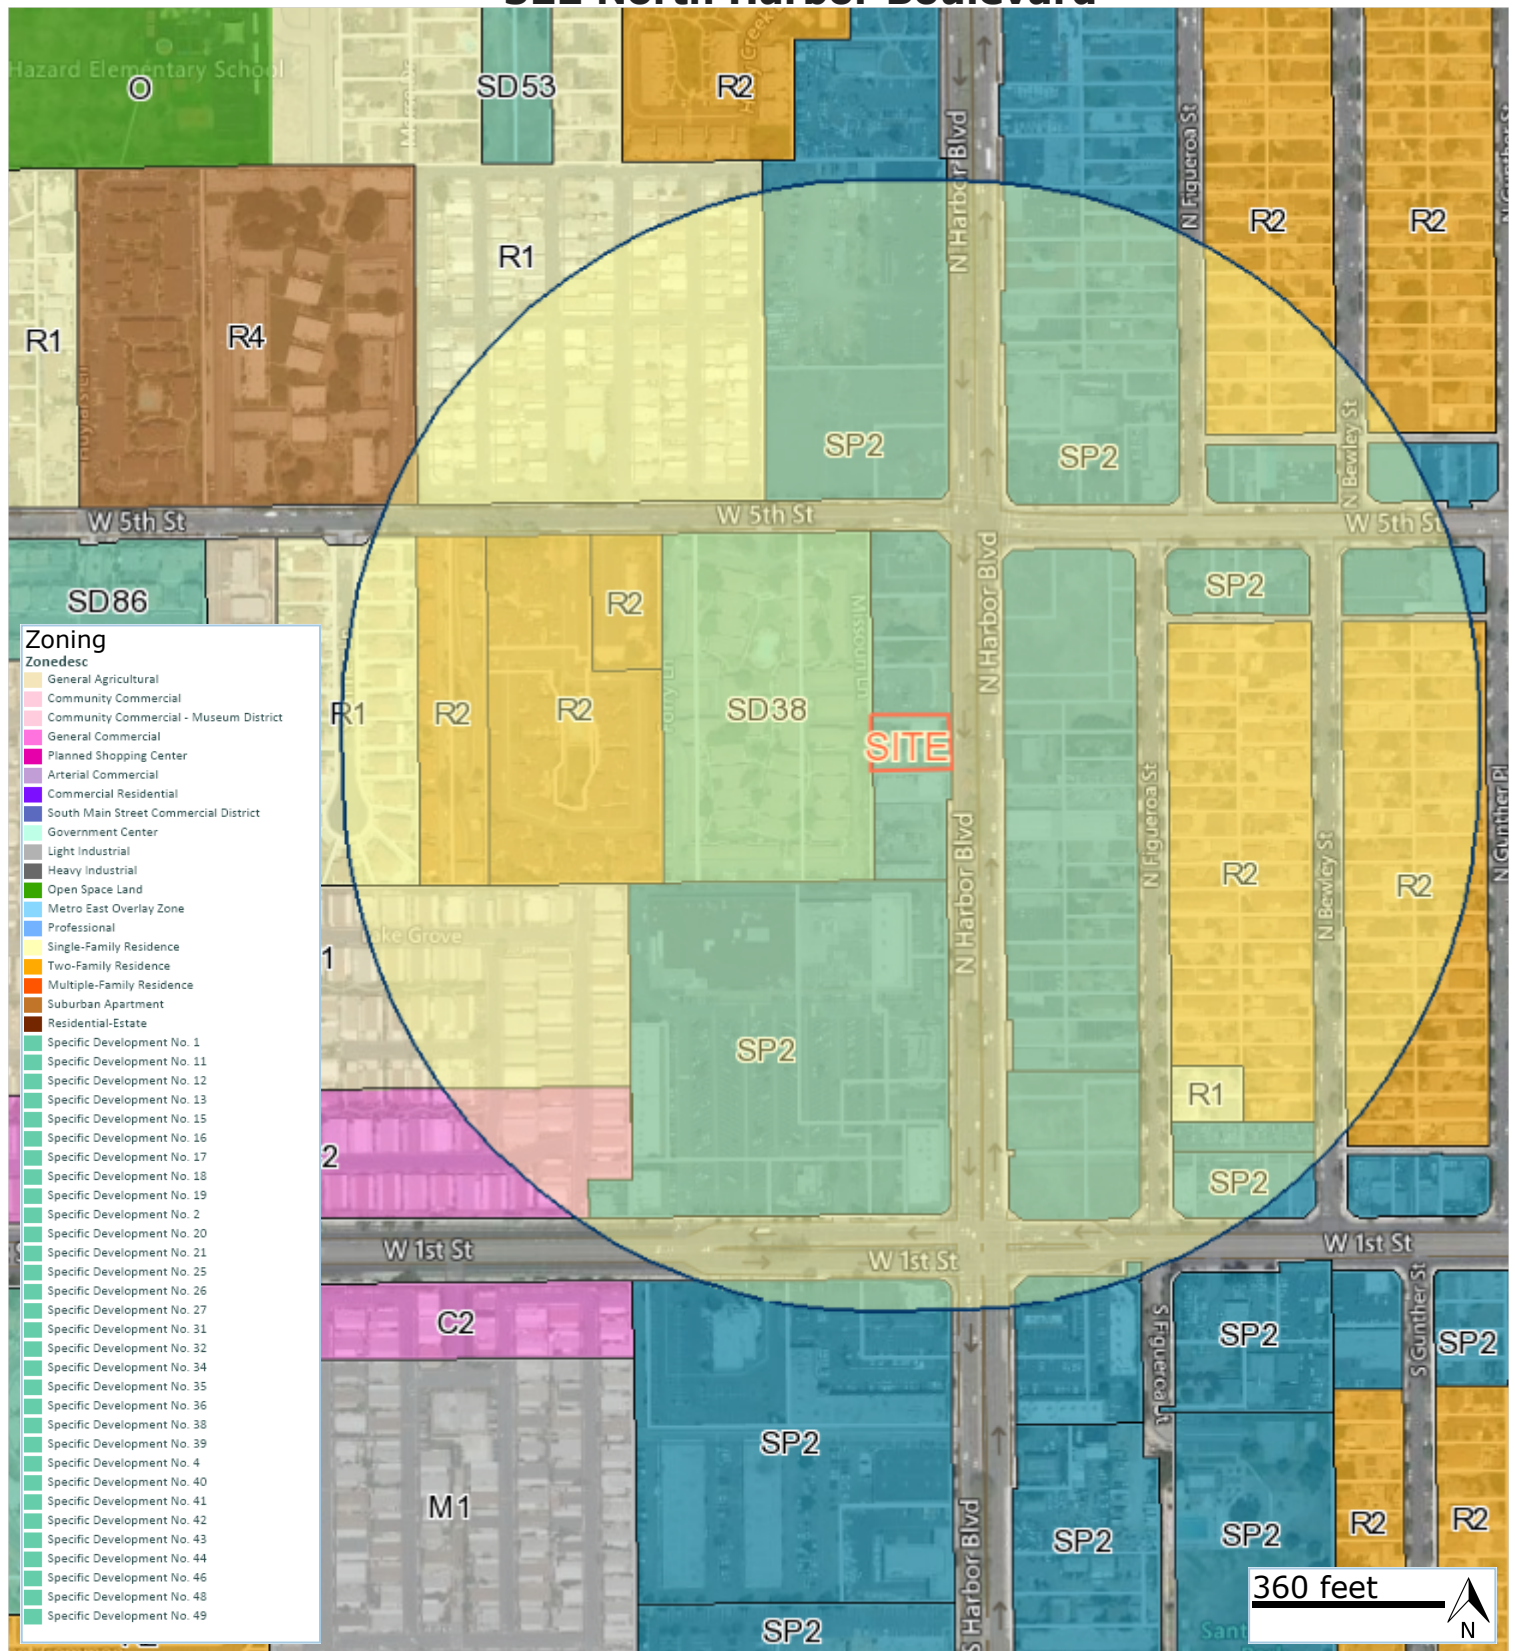 Hazard Elementary School
O
SD53
R2
N Harbor Blvd
N Figueroa St
R2
R2
N Harbor Blvd
R1
R1
R4
SP2
SP2
N Bewley St
W 5th St
W 5th St
W 5th St
SD86
R2
SP2
N Harbor Blvd
Missouri Ln
R1
R2
R2
SD38
SITE
N Figueroa St
N Gunther Pl
N Harbor Blvd
N Bewley St
R2
R2
Lake Grove
1
SP2
R1
2
SP2
W 1st St
W 1st St
W 1st St
C2
S Figueroa St
SP2
S Gunther St
SP2
SP2
M1
S Harbor Blvd
SP2
SP2
R2
R2
SP2
Zoning
Zonedesc
General Agricultural
Community Commercial
Community Commercial - Museum District
General Commercial
Planned Shopping Center
Arterial Commercial
Commercial Residential
South Main Street Commercial District
Government Center
Light Industrial
Heavy Industrial
Open Space Land
Metro East Overlay Zone
Professional
Single-Family Residence
Two-Family Residence
Multiple-Family Residence
Suburban Apartment
Residential-Estate
Specific Development No. 1
Specific Development No. 11
Specific Development No. 12
Specific Development No. 13
Specific Development No. 15
Specific Development No. 16
Specific Development No. 17
Specific Development No. 18
Specific Development No. 19
Specific Development No. 2
Specific Development No. 20
Specific Development No. 21
Specific Development No. 25
Specific Development No. 26
Specific Development No. 27
Specific Development No. 31
Specific Development No. 32
Specific Development No. 34
Specific Development No. 35
Specific Development No. 36
Specific Development No. 38
Specific Development No. 39
Specific Development No. 4
Specific Development No. 40
Specific Development No. 41
Specific Development No. 42
Specific Development No. 43
Specific Development No. 44
Specific Development No. 46
Specific Development No. 48
Specific Development No. 49
360 feet
N